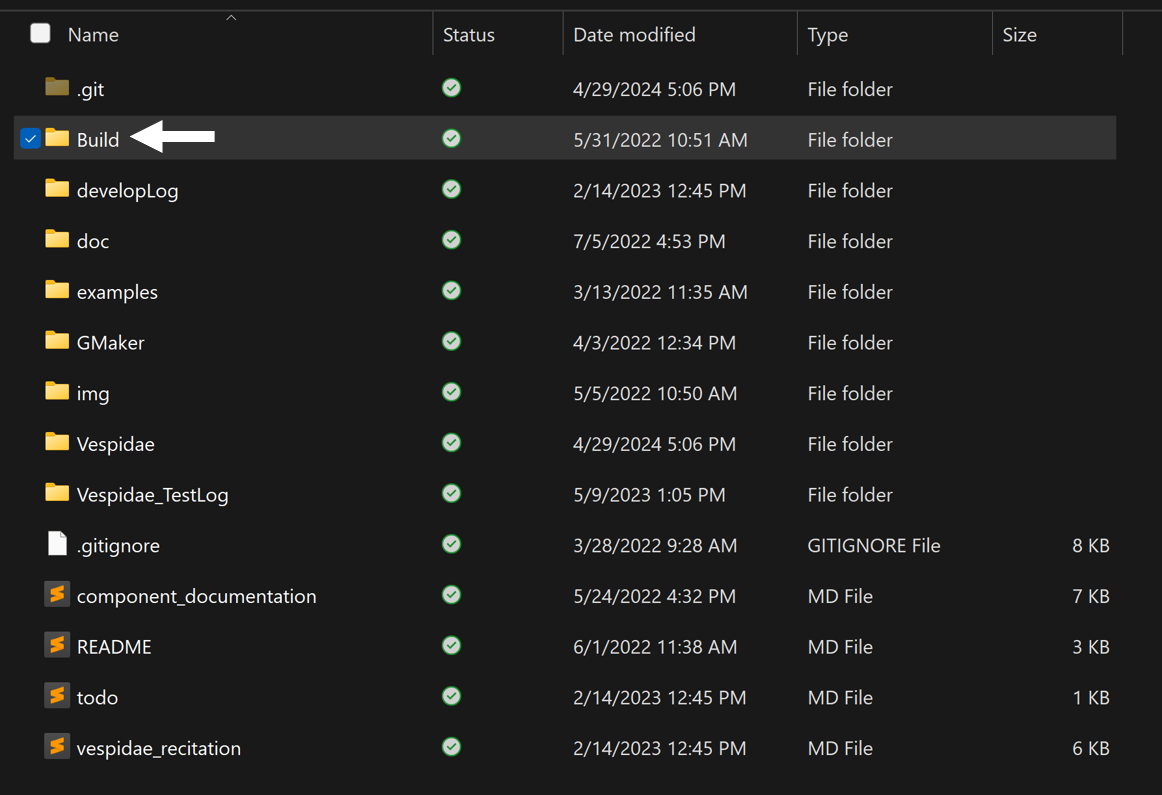 Name Status Date modified Type Size
.git 4/29/2024 5:06 PM File folder
Build 5/31/2022 10:51 AM File folder
developLog 2/14/2023 12:45 PM File folder
doc 7/5/2022 4:53 PM File folder
examples 3/13/2022 11:35 AM File folder
GMaker 4/3/2022 12:34 PM File folder
img 5/5/2022 10:50 AM File folder
Vespidae 4/29/2024 5:06 PM File folder
Vespidae_TestLog 5/9/2023 1:05 PM File folder
.gitignore 3/28/2022 9:28 AM GITIGNORE File 8 KB
component_documentation 5/24/2022 4:32 PM MD File 7 KB
README 6/1/2022 11:38 AM MD File 3 KB
todo 2/14/2023 12:45 PM MD File 1 KB
vespidae_recitation 2/14/2023 12:45 PM MD File 6 KB